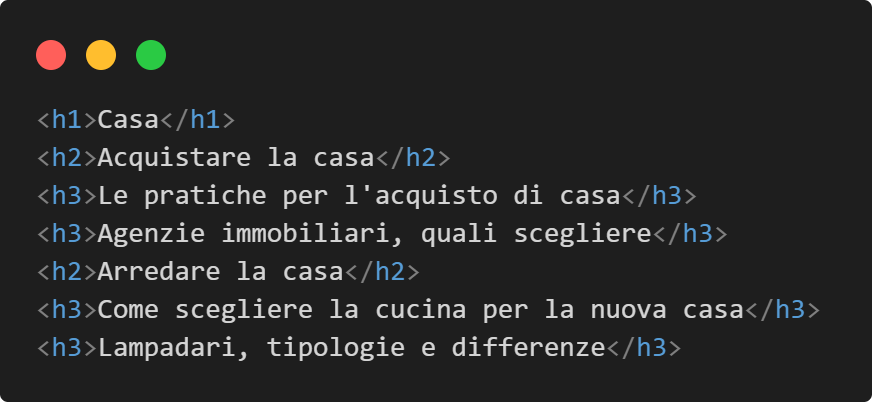 <h1>Casa</h1>
<h2>Acquistare la casa</h2>
<h3>Le pratiche per l'acquisto di casa</h3>
<h3>Agenzie immobiliari, quali scegliere</h3>
<h2>Arredare la casa</h2>
<h3>Come scegliere la cucina per la nuova casa</h3>
<h3>Lampadari, tipologie e differenze</h3>